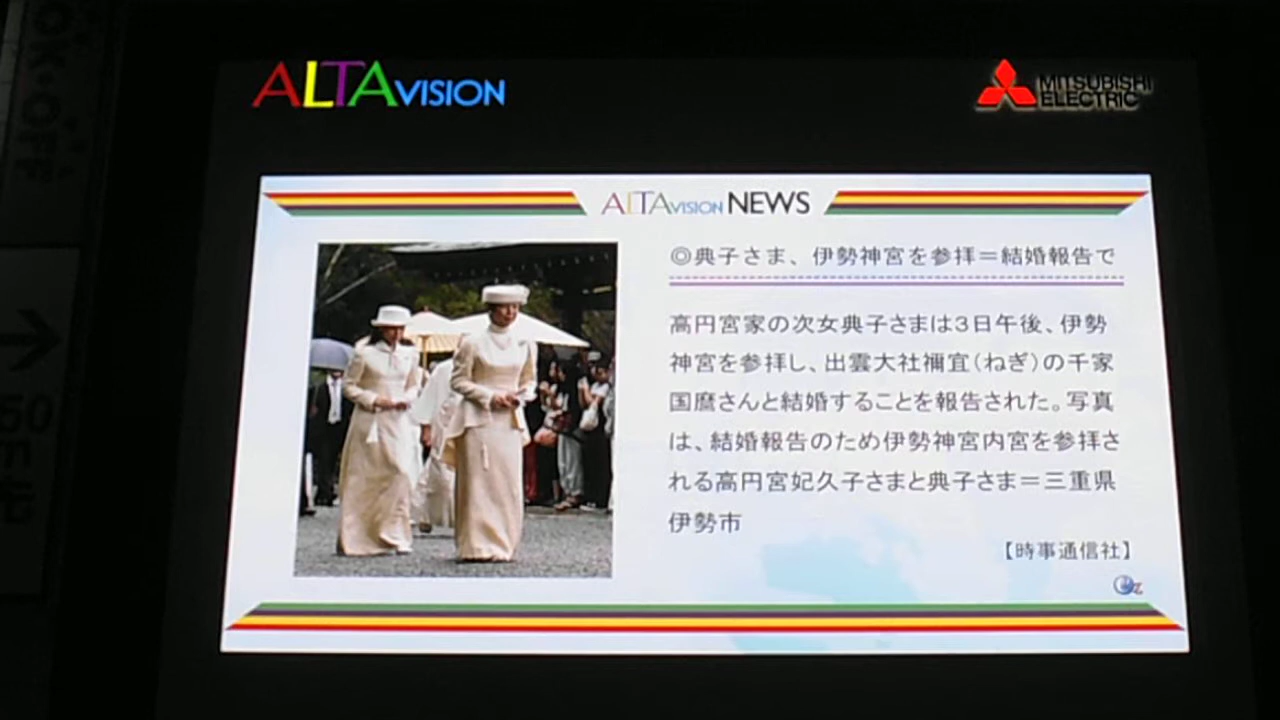 OK・OFF
ALTAVISION
MITSUBISHI
ELECTRIC
ALTAVISION NEWS
◎典子さま、伊勢神宮を参拝＝結婚報告で
高円宮家の次女典子さまは３日午後、伊勢
神宮を参拝し、出雲大社禰宜（ねぎ）の千家
国麿さんと結婚することを報告された。写真
は、結婚報告のため伊勢神宮内宮を参拝さ
れる高円宮妃久子さまと典子さま＝三重県
伊勢市
【時事通信社】